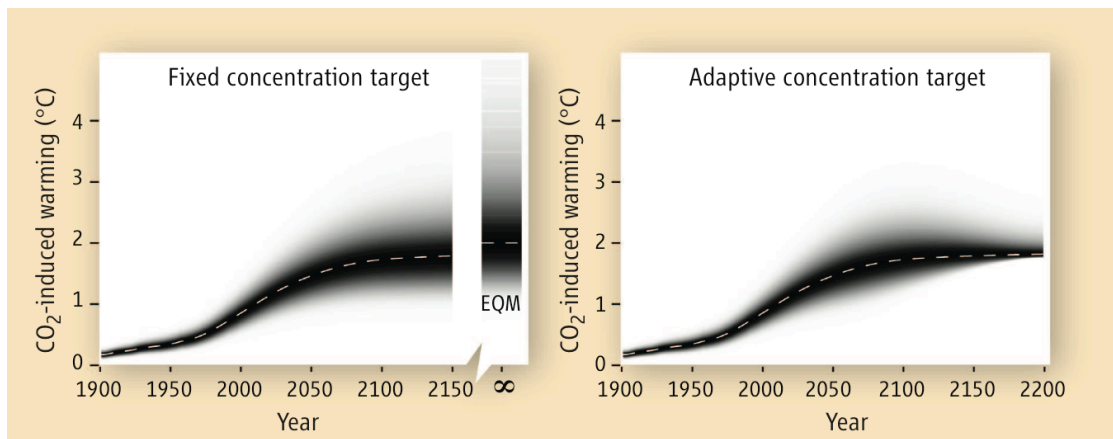 Fixed concentration target
CO₂-induced warming (°C)
4
3
2
1
0
EQM
1900 1950 2000 2050 2100 2150 ∞
Year
Adaptive concentration target
CO₂-induced warming (°C)
4
3
2
1
0
1900 1950 2000 2050 2100 2150 2200
Year